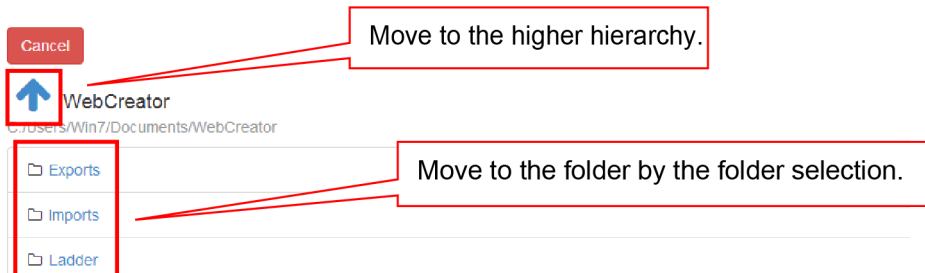 Move to the higher hierarchy.
Cancel
WebCreator
C:/Users/Win7/Documents/WebCreator
Exports
Move to the folder by the folder selection.
Imports
Ladder